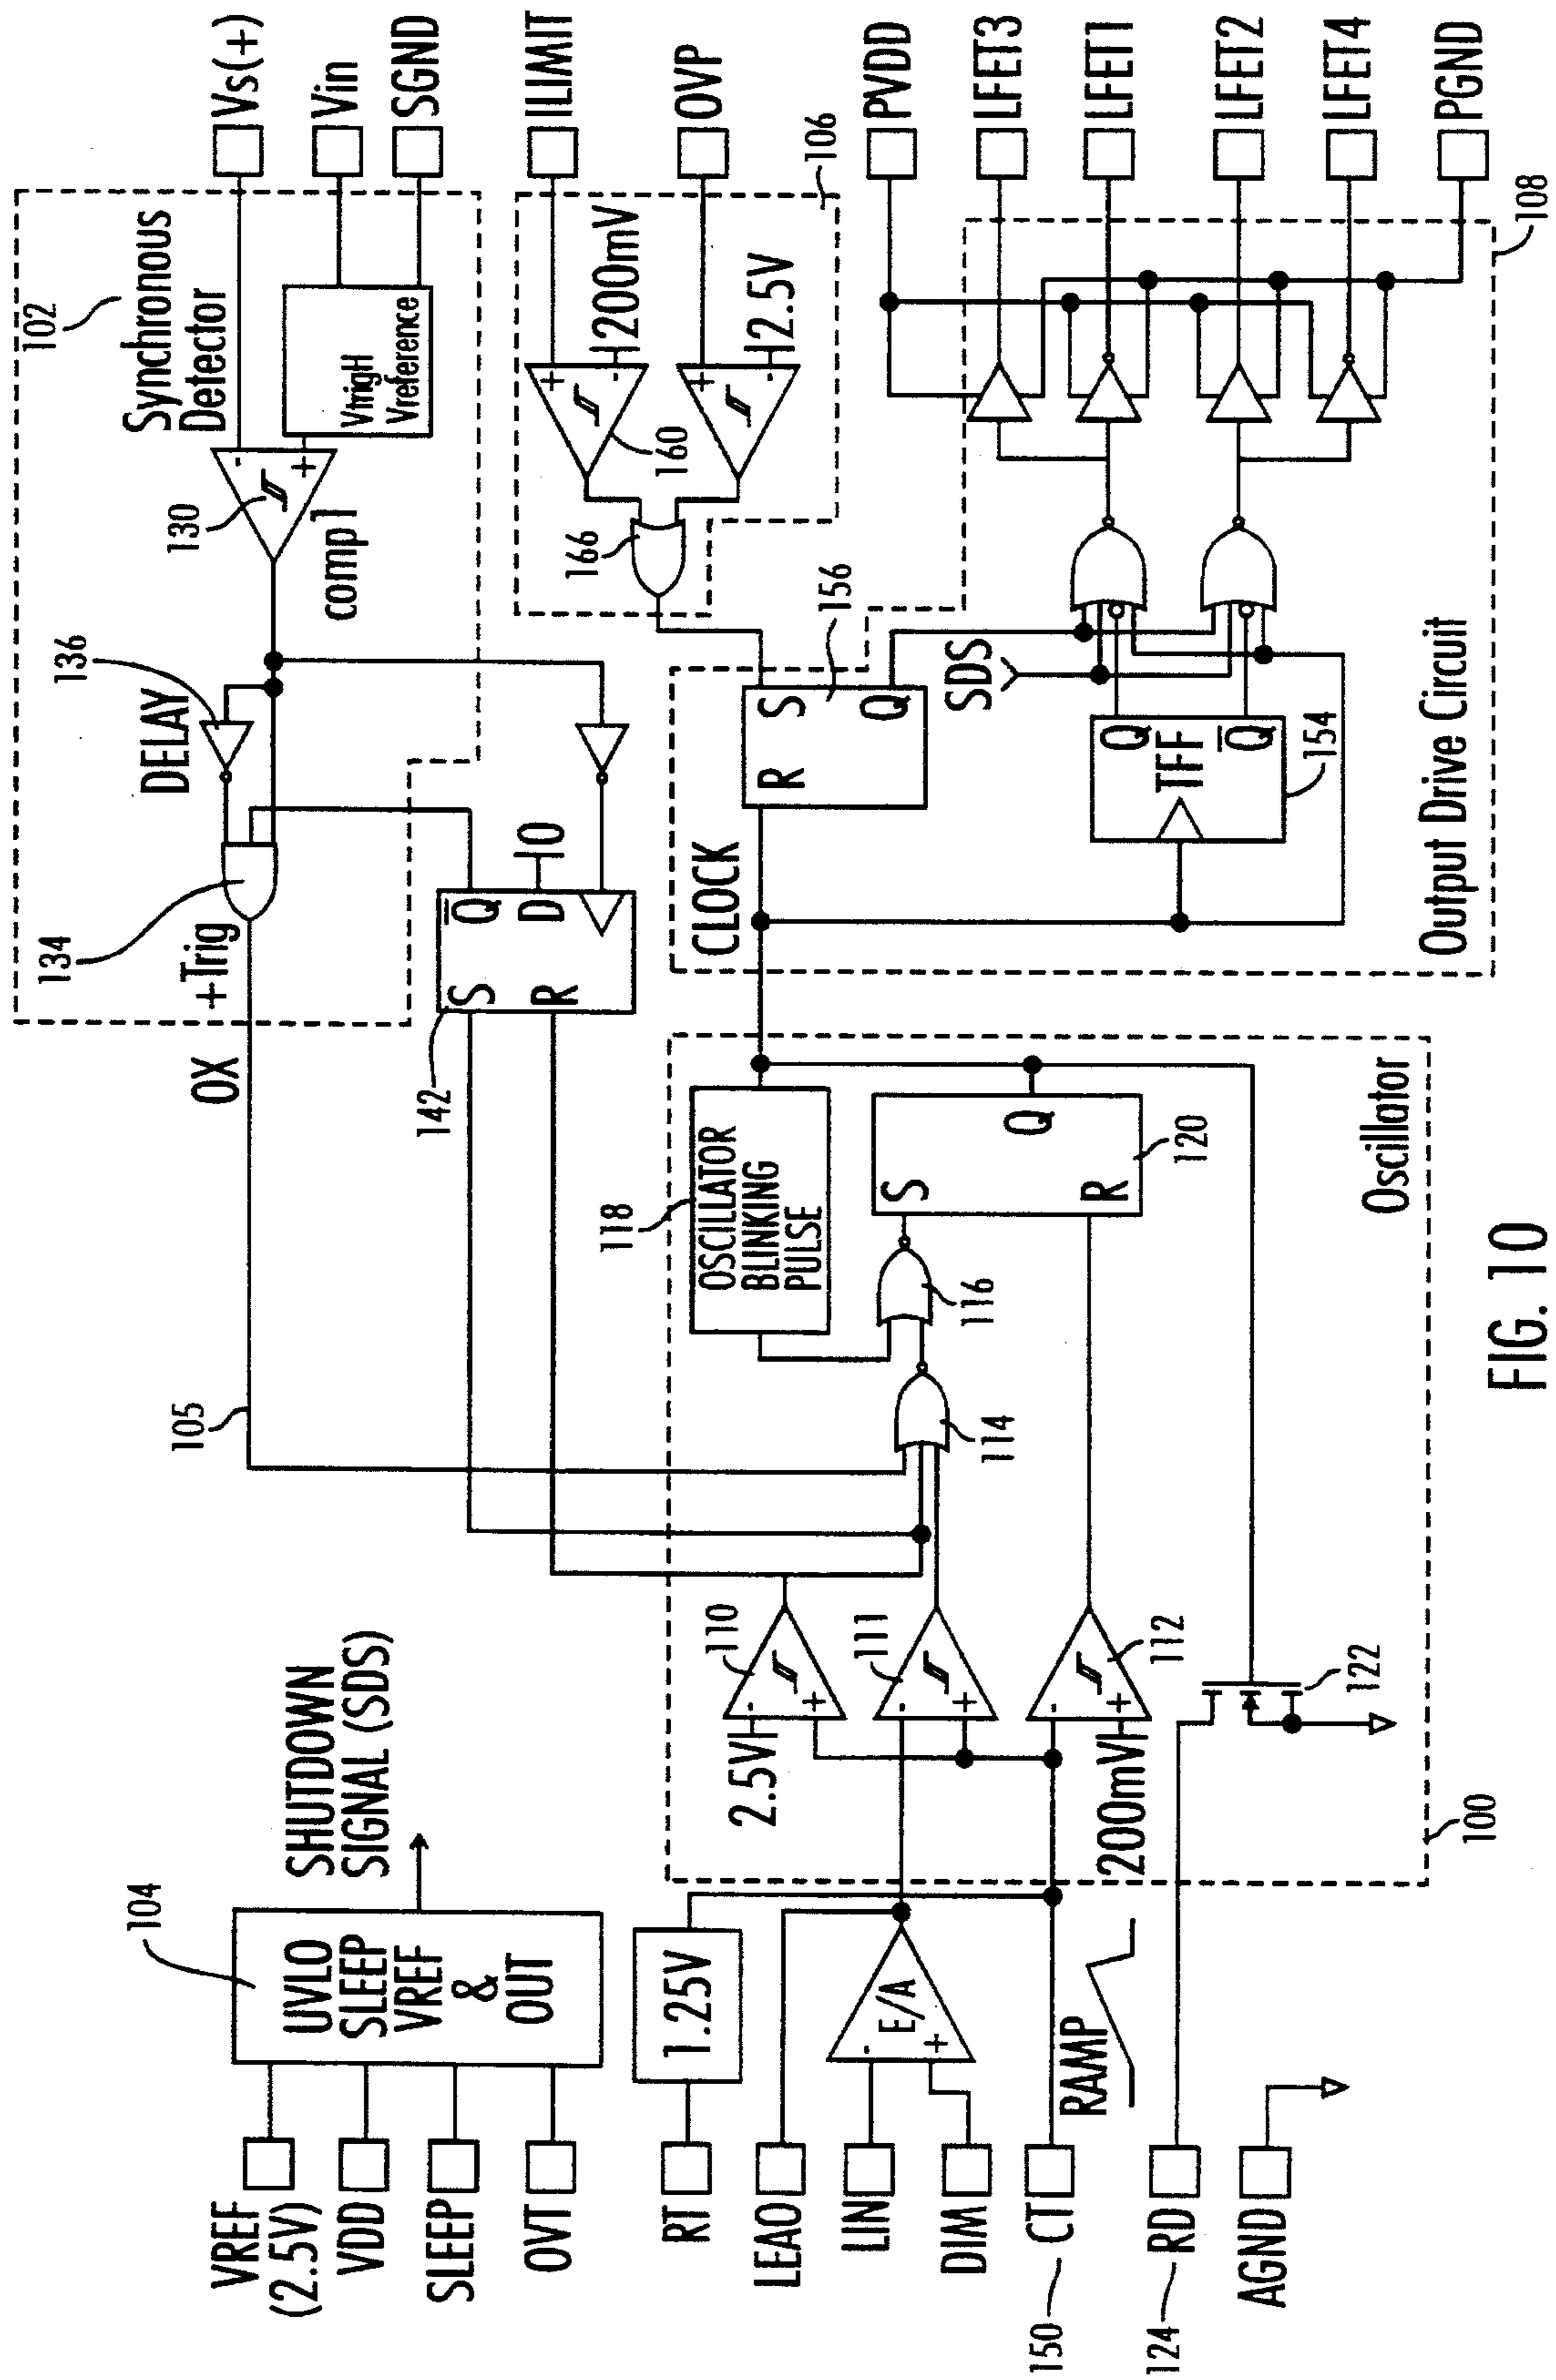 VREF
(2.5V)
VDD
SLEEP
OVT
104
UVLO
SLEEP
VREF
&
OUT
SHUTDOWN
SIGNAL (SDS)
RT
1.25V
LEAO
LIN
DIM
E/A
-
+
150
CT
RAMP
124
RD
AGND
100
2.5V
-
+
110
-
+
111
200mV
-
+
112
122
105
OX
114
116
118
OSCILLATOR
BLINKING
PULSE
S
R
Q
120
Oscillator
142
S
R
Q
D
0
134
+Trig
DELAY
136
130
comp1
-
+
102
Synchronous
Detector
VtrigH
Vreference
Vs(+)
Vin
SGND
ILIMIT
OVP
166
160
+
-
200mV
+
-
2.5V
106
CLOCK
R
S
Q
156
SDS
TFF
Q
Q
154
Output Drive Circuit
108
PVDD
LFET3
LFET1
LFET2
LFET4
PGND
FIG. 10